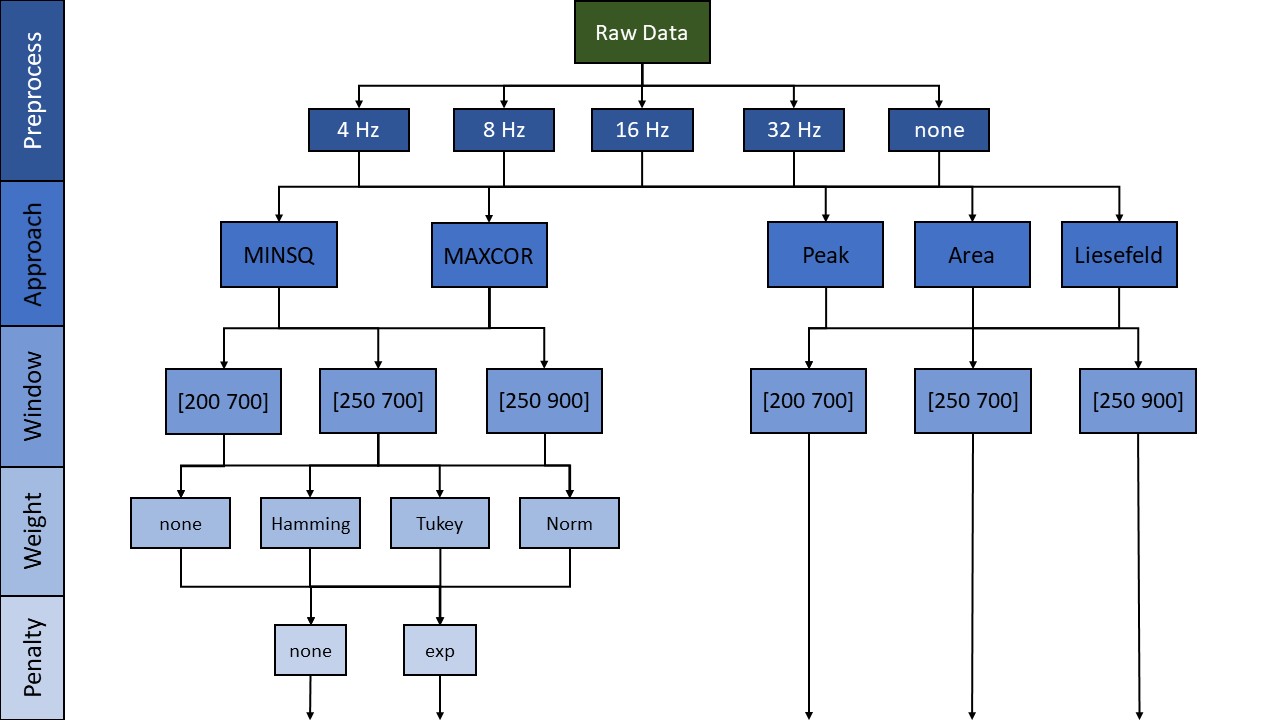 Preprocess
Raw Data
4 Hz
8 Hz
16 Hz
32 Hz
none
Approach
MINSQ
MAXCOR
Peak
Area
Liesefeld
Window
[200 700]
[250 700]
[250 900]
[200 700]
[250 700]
[250 900]
Weight
none
Hamming
Tukey
Norm
Penalty
none
exp